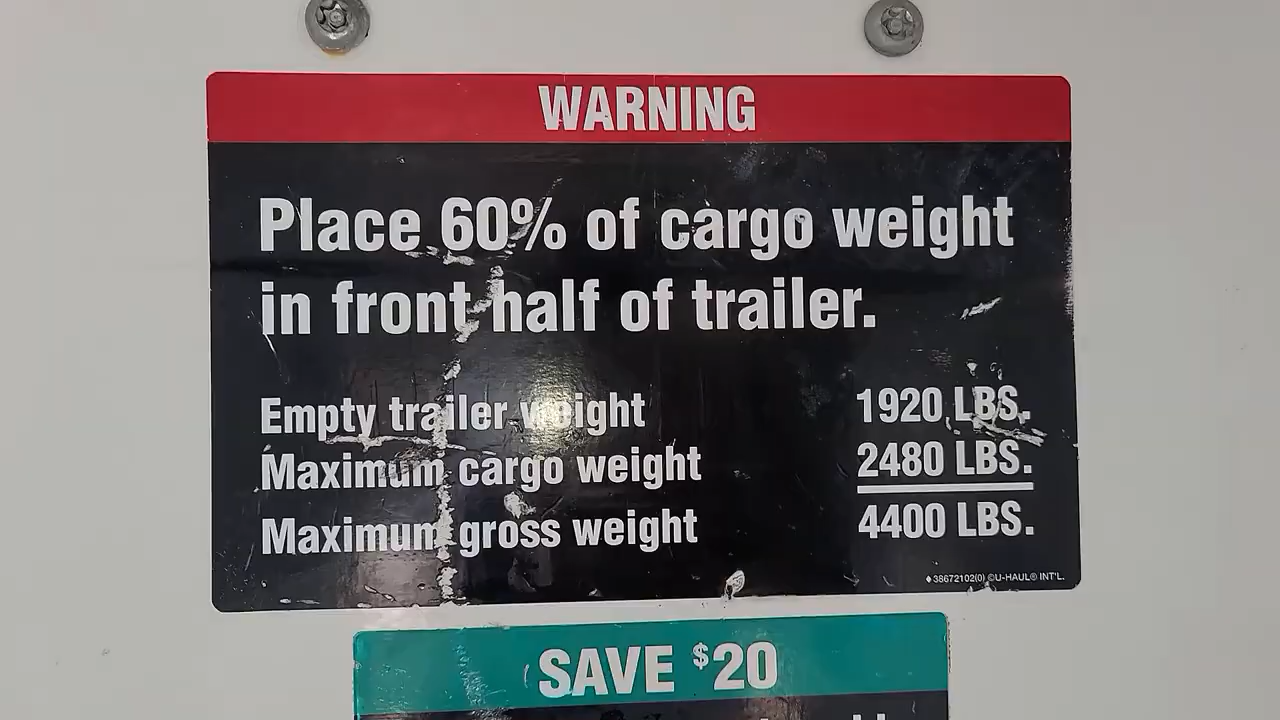 WARNING
Place 60% of cargo weight
in front half of trailer.
Empty trailer weight 1920 LBS.
Maximum cargo weight 2480 LBS.
Maximum gross weight 4400 LBS.
♦38672102(0) ©U-HAUL® INT'L.
SAVE $20